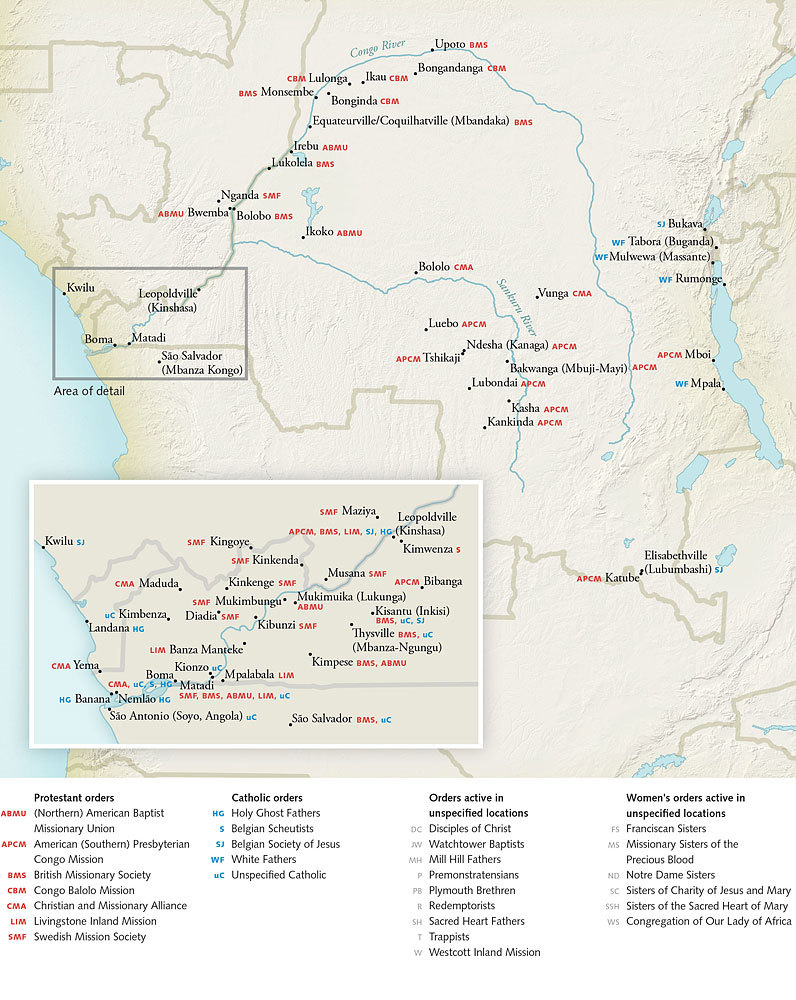 Congo River
Upoto BMS
Bongandanga CBM
CBM Lulonga
Ikau CBM
BMS Monsembe
Bonginda CBM
Equateurville/Coquilhatville (Mbandaka) BMS
Irebu ABMU
Lukolela BMS
Nganda SMF
ABMU Bwemba
Bolobo BMS
Ikoko ABMU
SJ Bukava
WF Tabora (Buganda)
WF Mulwewa (Massante)
WF Rumonge
Bololo CMA
Sankuru River
Vunga CMA
Kwilu
Leopoldville
(Kinshasa)
Boma
Matadi
São Salvador
(Mbanza Kongo)
Area of detail
Luebo APCM
Ndesha (Kanaga) APCM
APCM Tshikaji
Bakwanga (Mbuji-Mayi) APCM
APCM Mboi
Lubondai APCM
WF Mpala
Kasha APCM
Kankinda APCM
Elisabethville
(Lubumbashi) SJ
APCM Katube
SMF Maziya
Leopoldville
APCM, BMS, LIM, SJ, HG (Kinshasa)
Kwilu SJ
SMF Kingoye
Kimwenza S
SMF Kinkenda
Musana SMF
CMA Maduda
Kinkenge SMF
APCM Bibanga
SMF Mukimbungu
Mukimuika (Lukunga)
ABMU
uC Kimbenza
Diadia SMF
Kisantu (Inkisi)
BMS, uC, SJ
Landana HG
Kibunzi SMF
Thysville BMS, uC
(Mbanza-Ngungu)
LIM Banza Manteke
Kimpese BMS, ABMU
CMA Yema
Kionzo uC
Boma
Mpalabala LIM
CMA, uC, S, HG
Matadi
SMF, BMS, ABMU, LIM, uC
HG Banana
Nemlão HG
São Antonio (Soyo, Angola) uC
São Salvador BMS, uC
Protestant orders
ABMU (Northern) American Baptist
Missionary Union
APCM American (Southern) Presbyterian
Congo Mission
BMS British Missionary Society
CBM Congo Balolo Mission
CMA Christian and Missionary Alliance
LIM Livingstone Inland Mission
SMF Swedish Mission Society
Catholic orders
HG Holy Ghost Fathers
S Belgian Scheutists
SJ Belgian Society of Jesus
WF White Fathers
uC Unspecified Catholic
Orders active in
unspecified locations
DC Disciples of Christ
JW Watchtower Baptists
MH Mill Hill Fathers
P Premonstratensians
PB Plymouth Brethren
R Redemptorists
SH Sacred Heart Fathers
T Trappists
W Westcott Inland Mission
Women's orders active in
unspecified locations
FS Franciscan Sisters
MS Missionary Sisters of the
Precious Blood
ND Notre Dame Sisters
SC Sisters of Charity of Jesus and Mary
SSH Sisters of the Sacred Heart of Mary
WS Congregation of Our Lady of Africa